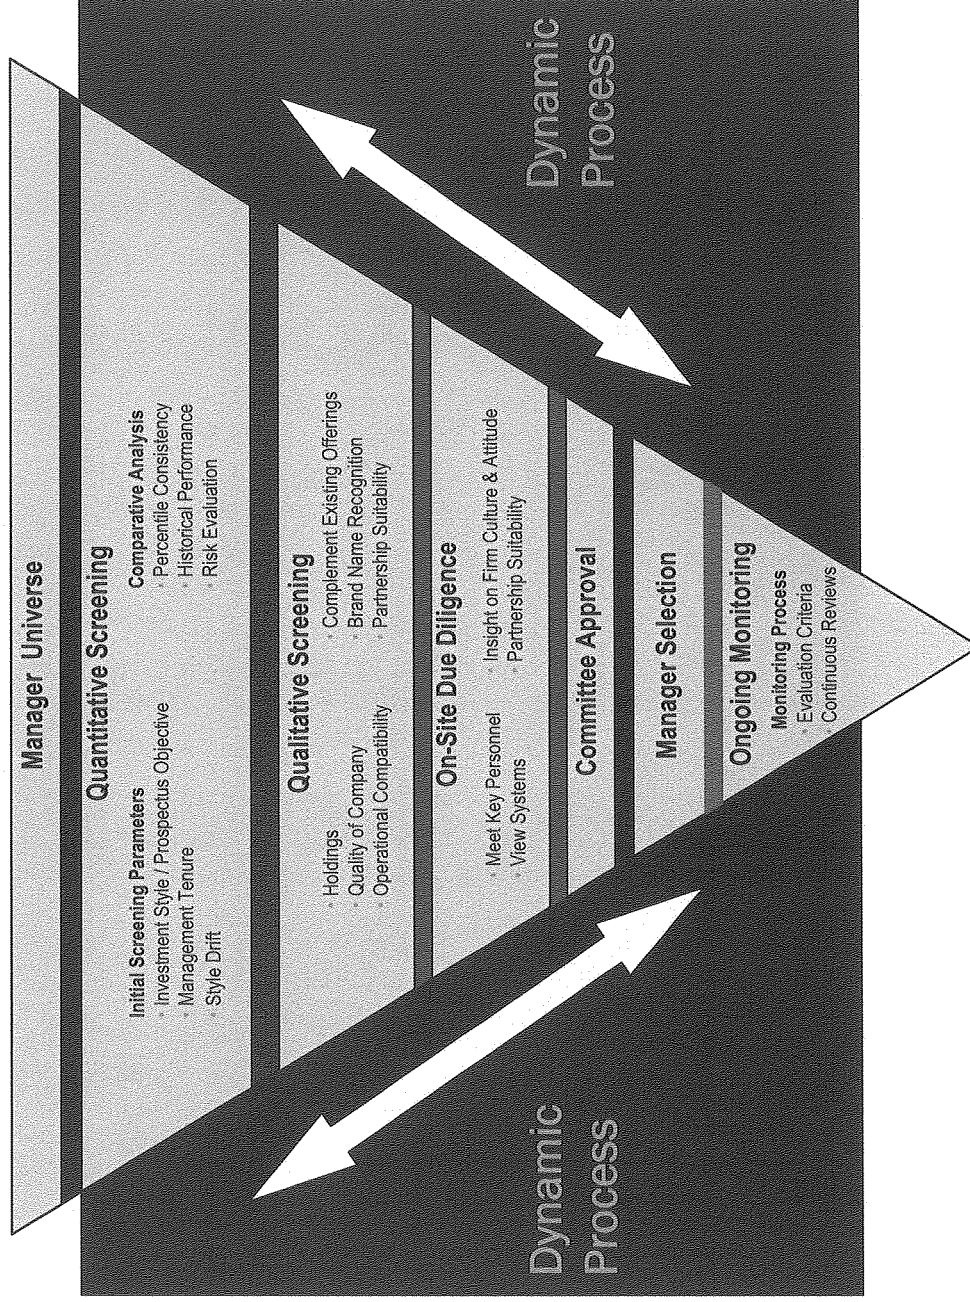 Manager Universe
Quantitative Screening
Initial Screening Parameters
• Investment Style / Prospectus Objective
• Management Tenure
• Style Drift
Comparative Analysis
• Percentile Consistency
• Historical Performance
• Risk Evaluation
Qualitative Screening
• Holdings
• Quality of Company
• Operational Compatibility
• Complement Existing Offerings
• Brand Name Recognition
• Partnership Suitability
On-Site Due Diligence
• Meet Key Personnel
• View Systems
• Insight on Firm Culture & Attitude
• Partnership Suitability
Committee Approval
Manager Selection
Ongoing Monitoring
Monitoring Process
• Evaluation Criteria
• Continuous Reviews
Dynamic
Process
Dynamic
Process